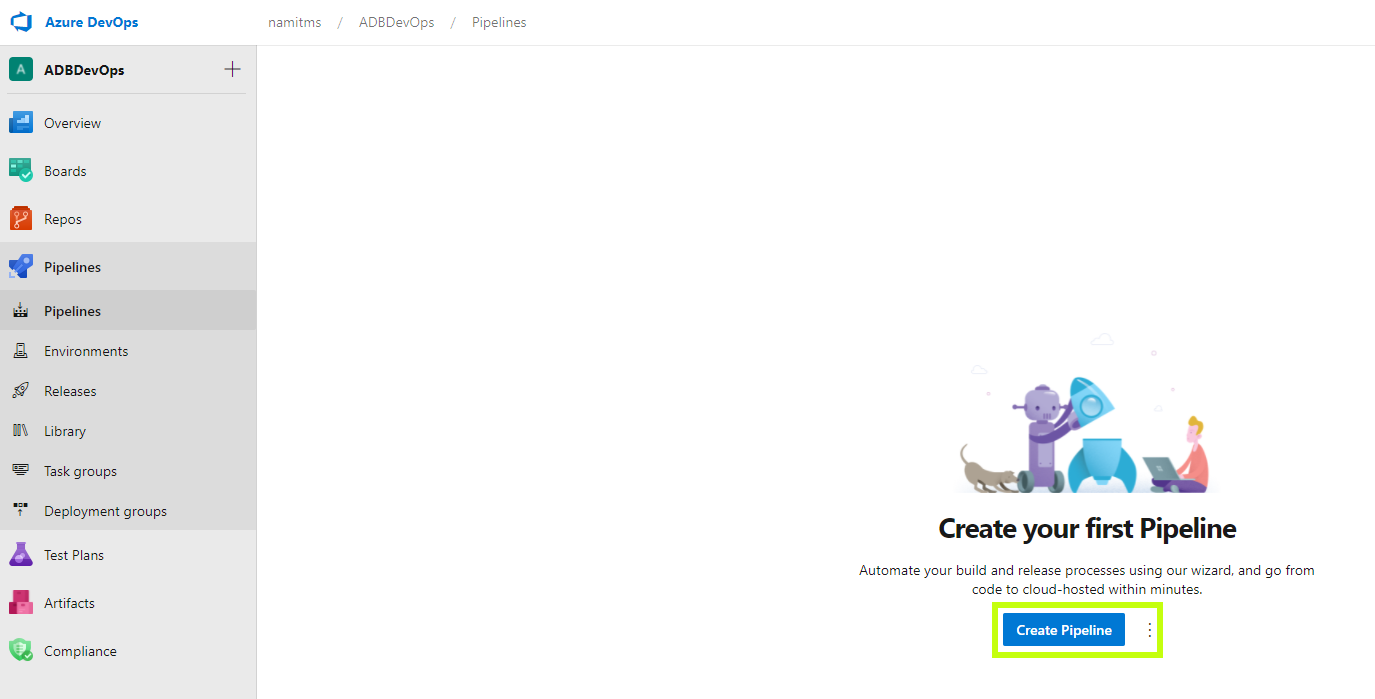 Azure DevOps
namitms / ADBDevOps / Pipelines
A ADBDevOps
Overview
Boards
Repos
Pipelines
Pipelines
Environments
Releases
Library
Task groups
Deployment groups
Test Plans
Artifacts
Compliance
Create your first Pipeline
Automate your build and release processes using our wizard, and go from
code to cloud-hosted within minutes.
Create Pipeline